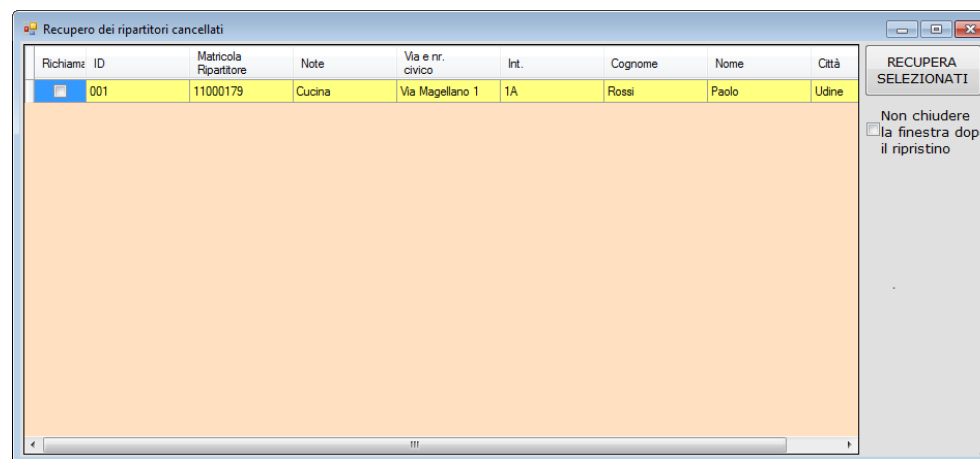 Recupero dei ripartitori cancellati
Richiama ID Matricola Ripartitore Note Via e nr. civico Int. Cognome Nome Città
001 11000179 Cucina Via Magellano 1 1A Rossi Paolo Udine
RECUPERA
SELEZIONATI
Non chiudere
la finestra dop
il ripristino